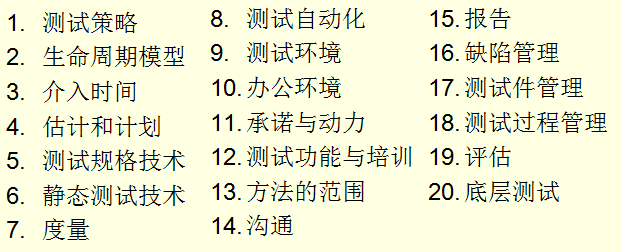 1. 测试策略
2. 生命周期模型
3. 介入时间
4. 估计和计划
5. 测试规格技术
6. 静态测试技术
7. 度量
8. 测试自动化
9. 测试环境
10. 办公环境
11. 承诺与动力
12. 测试功能与培训
13. 方法的范围
14. 沟通
15. 报告
16. 缺陷管理
17. 测试件管理
18. 测试过程管理
19. 评估
20. 底层测试